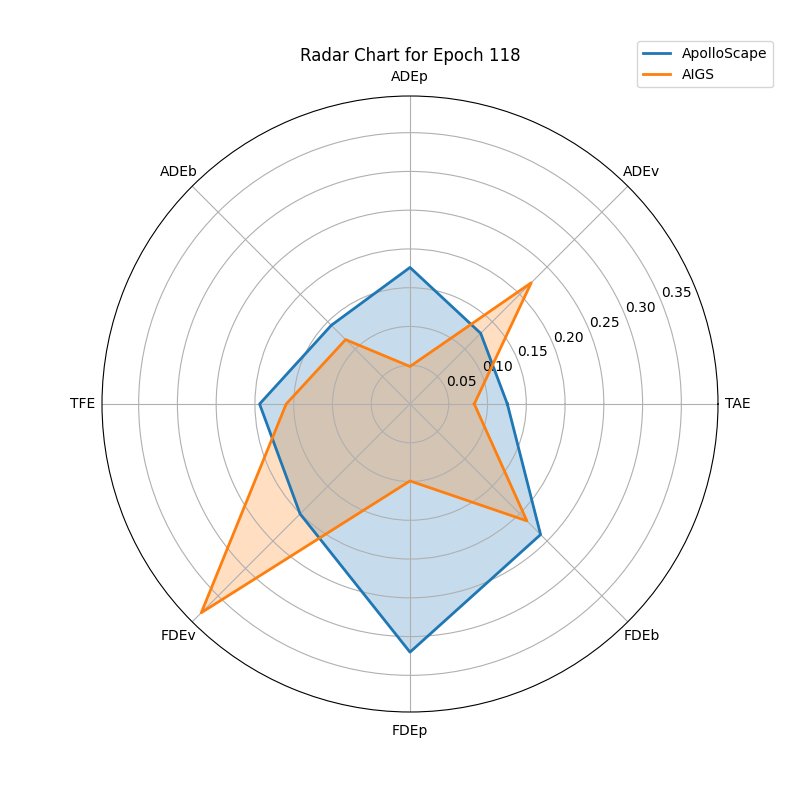 Radar Chart for Epoch 118
ApolloScape
AIGS
ADEp
ADEb
ADEv
0.35
0.30
0.25
0.20
0.15
0.10
0.05
TFE
TAE
FDEv
FDEb
FDEp